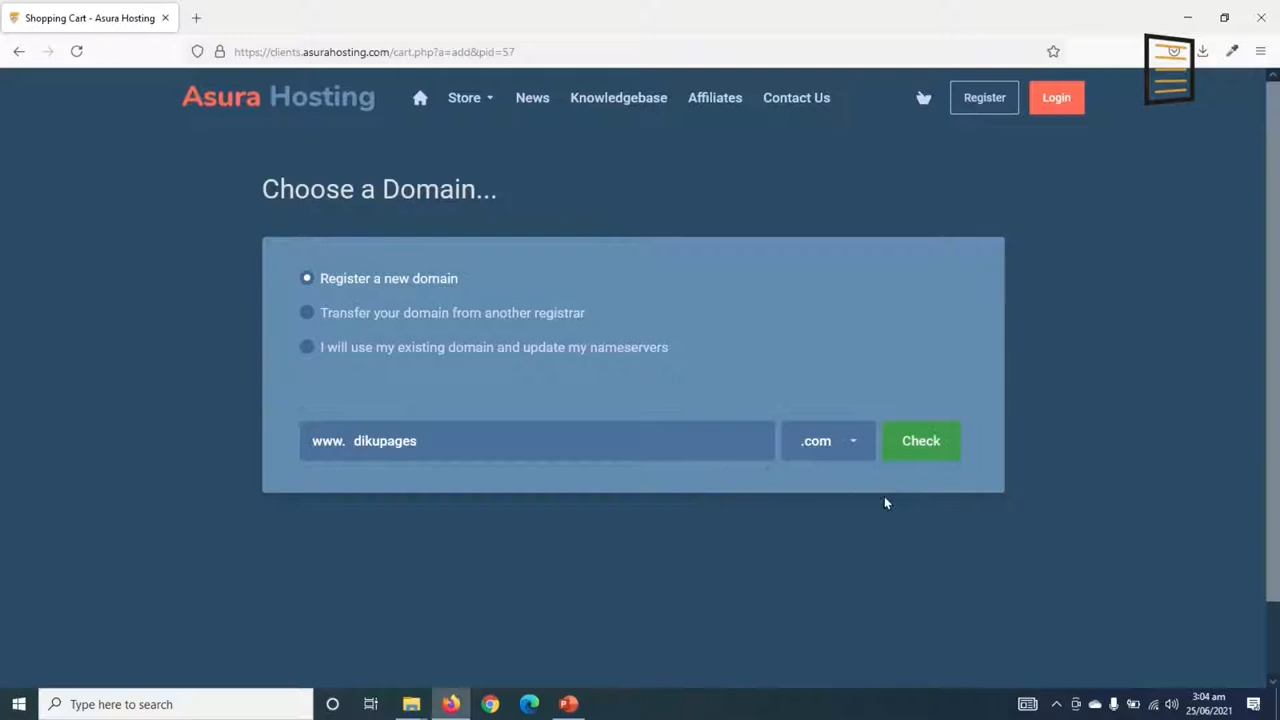 Shopping Cart - Asura Hosting
https://clients.asurahosting.com/cart.php?a=add&pid=57
Asura Hosting
Store
News
Knowledgebase
Affiliates
Contact Us
Register
Login
Choose a Domain...
Register a new domain
Transfer your domain from another registrar
I will use my existing domain and update my nameservers
www. dikupages
.com
Check
Type here to search
3:04 am
25/06/2021